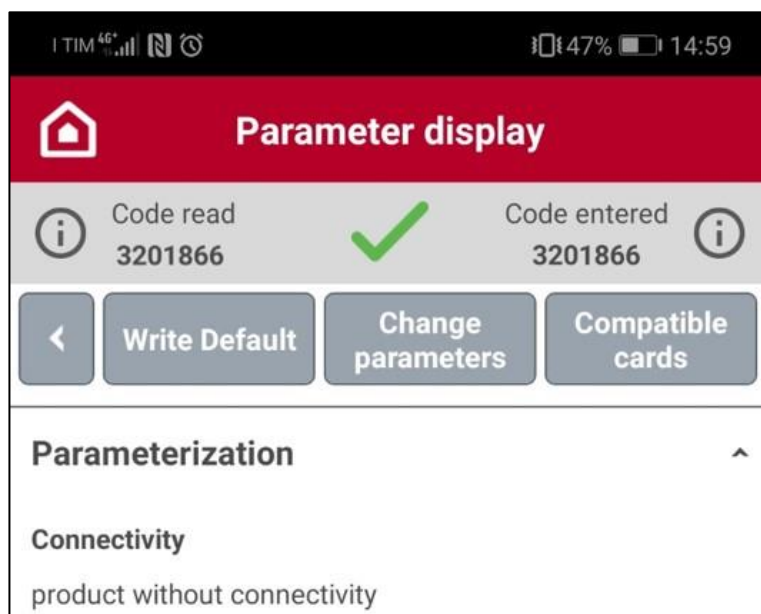 I TIM 4G+ 47% 14:59
Parameter display
Code read
3201866
Code entered
3201866
Write Default
Change
parameters
Compatible
cards
Parameterization
Connectivity
product without connectivity